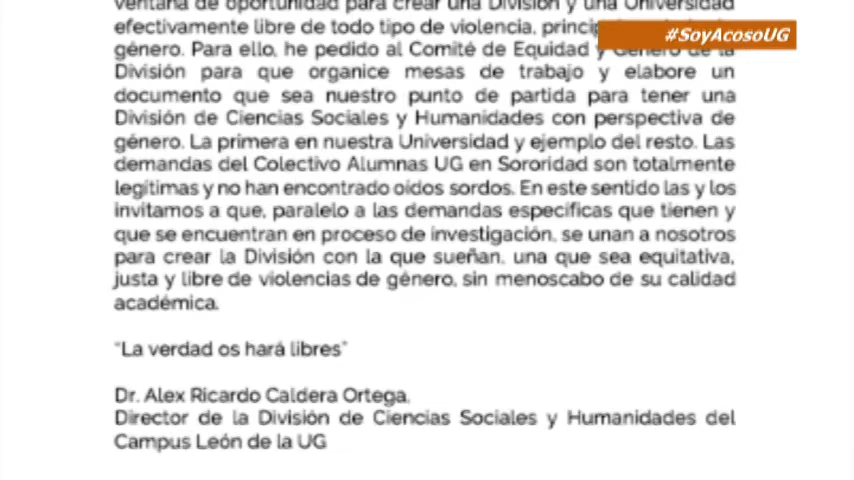 ventana de oportunidad para crear una División y una Universidad
#SoyAcosoUG
efectivamente libre de todo tipo de violencia,
género. Para ello, he pedido al Comité de Equidad y Género de la
División para que organice mesas de trabajo y elabore un
documento que sea nuestro punto de partida para tener una
División de Ciencias Sociales y Humanidades con perspectiva de
género. La primera en nuestra Universidad y ejemplo del resto. Las
demandas del Colectivo Alumnas UG en Sororidad son totalmente
legítimas y no han encontrado oídos sordos. En este sentido las y los
invitamos a que, paralelo a las demandas específicas que tienen y
que se encuentran en proceso de investigación, se unan a nosotros
para crear la División con la que sueñan, una que sea equitativa,
justa y libre de violencias de género, sin menoscabo de su calidad
académica.
"La verdad os hará libres"
Dr. Alex Ricardo Caldera Ortega,
Director de la División de Ciencias Sociales y Humanidades del
Campus León de la UG